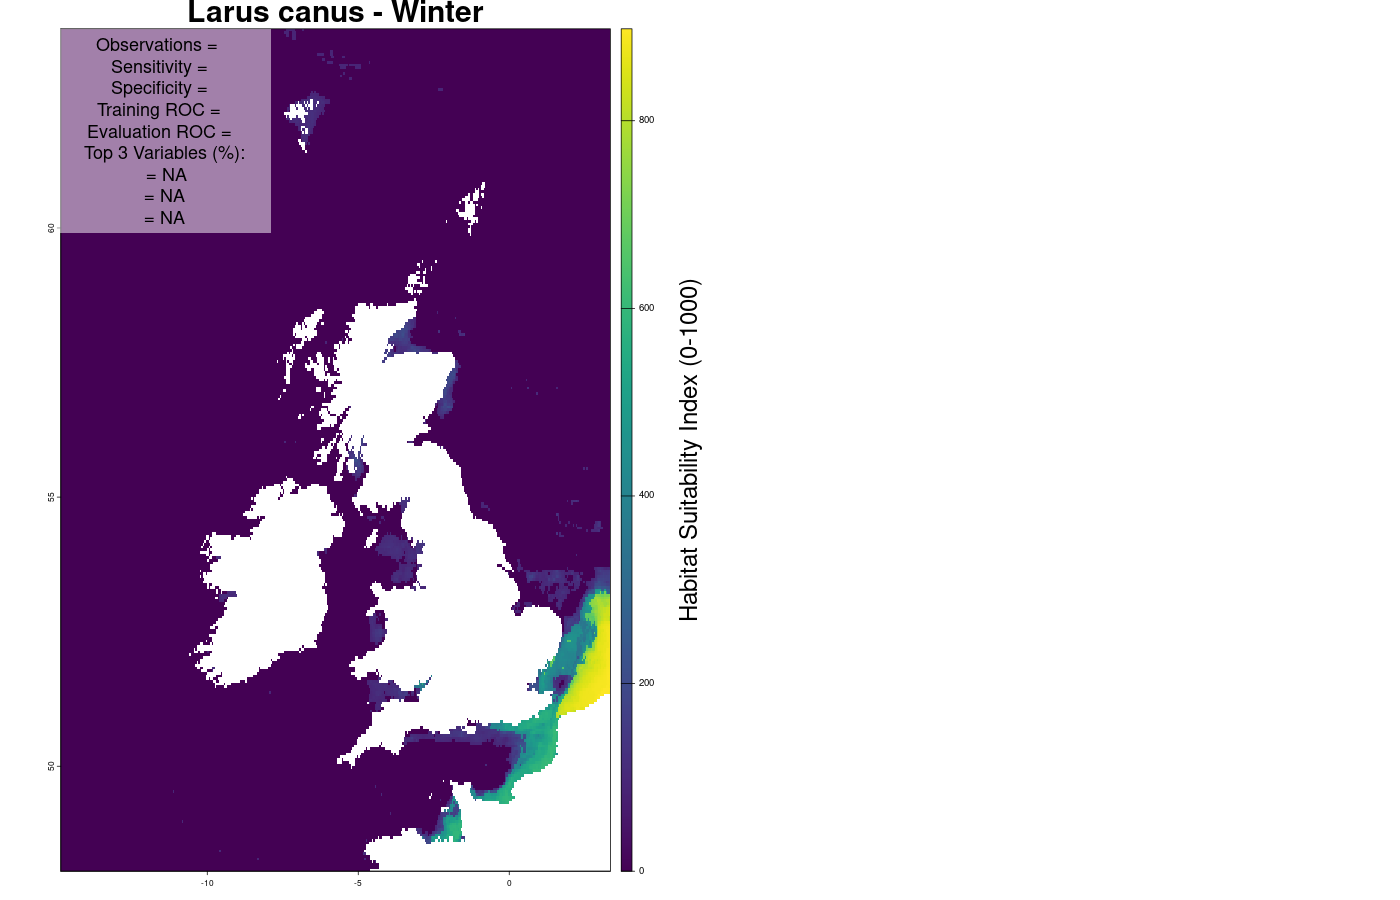 Larus canus - Winter
Observations =
Sensitivity =
Specificity =
Training ROC =
Evaluation ROC =
Top 3 Variables (%):
= NA
= NA
= NA
60
55
50
-10
-5
0
800
600
400
200
0
Habitat Suitability Index (0-1000)